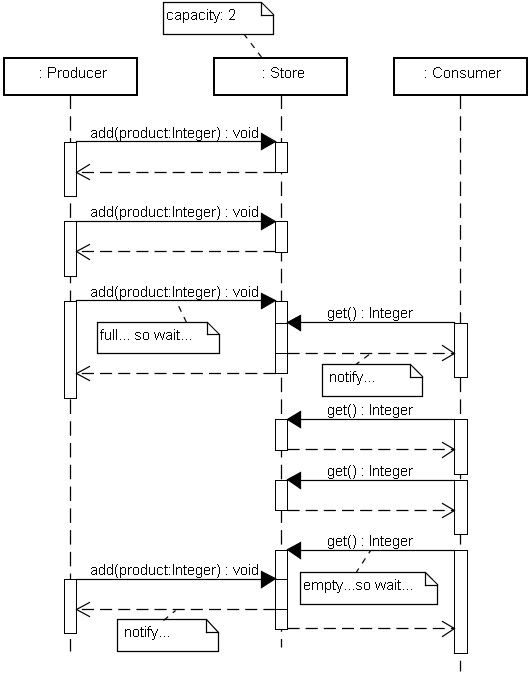 capacity: 2
: Producer
: Store
: Consumer
add(product:Integer) : void
add(product:Integer) : void
add(product:Integer) : void
get() : Integer
full... so wait...
notify...
get() : Integer
get() : Integer
get() : Integer
add(product:Integer) : void
empty...so wait...
notify...